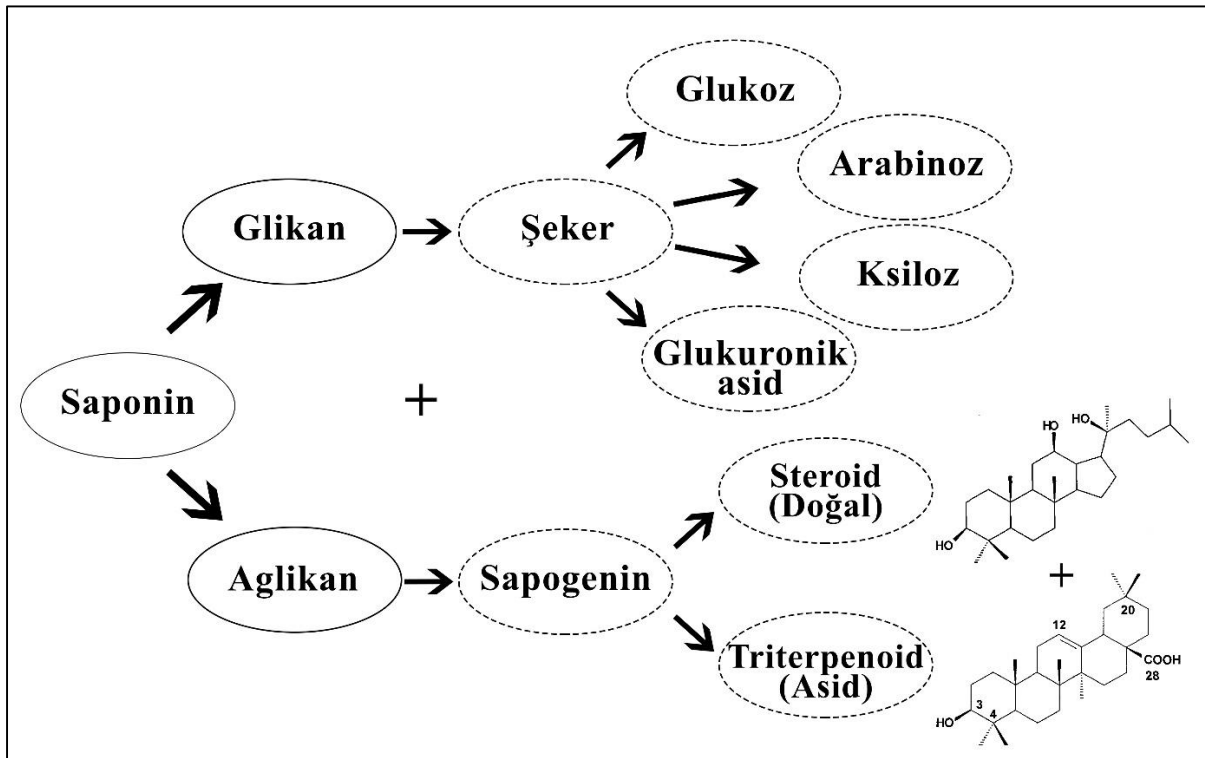 Glukoz
Arabinoz
Glikan
Şeker
Ksiloz
Glukuronik
asid
Saponin
+
Steroid
(Doğal)
HO
HO
HO
Aglikan
Sapogenin
+
Triterpenoid
(Asid)
20
12
COOH
28
3
4
HO